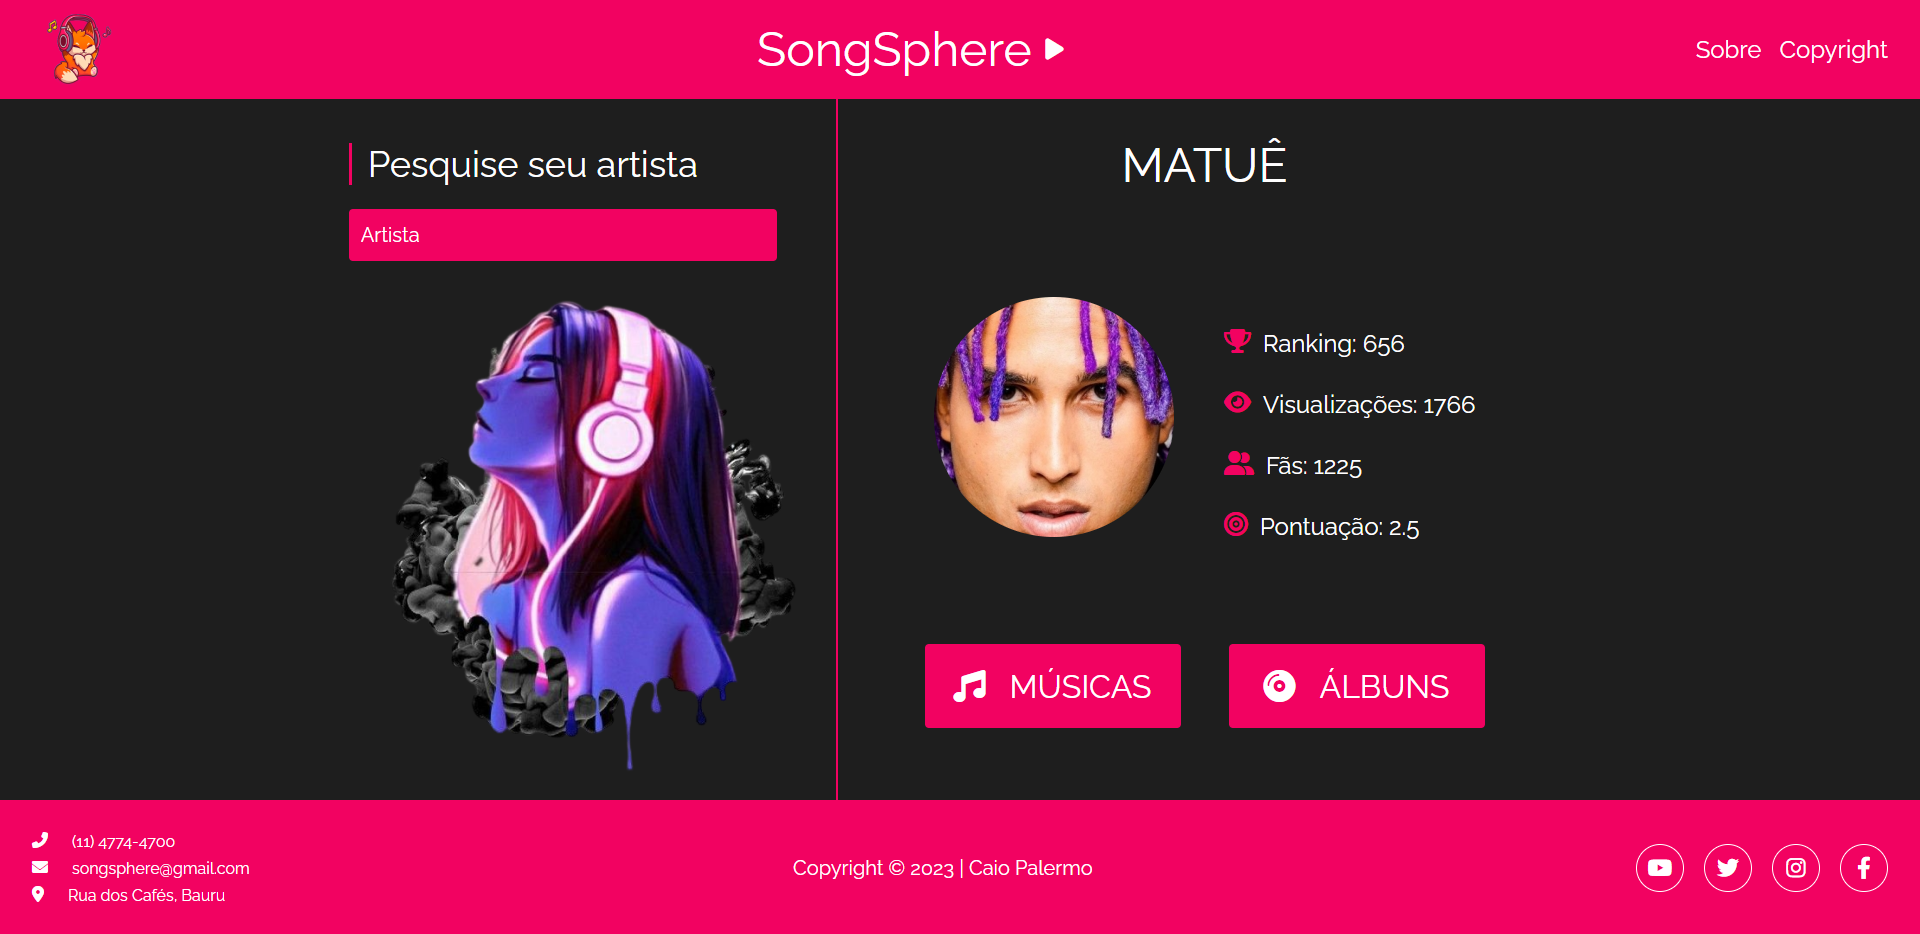 SongSphere
Sobre Copyright
Pesquise seu artista
Artista
MATUÊ
Ranking: 656
Visualizações: 1766
Fãs: 1225
Pontuação: 2.5
MÚSICAS
ÁLBUNS
(11) 4774-4700
songsphere@gmail.com
Rua dos Cafés, Bauru
Copyright © 2023 | Caio Palermo